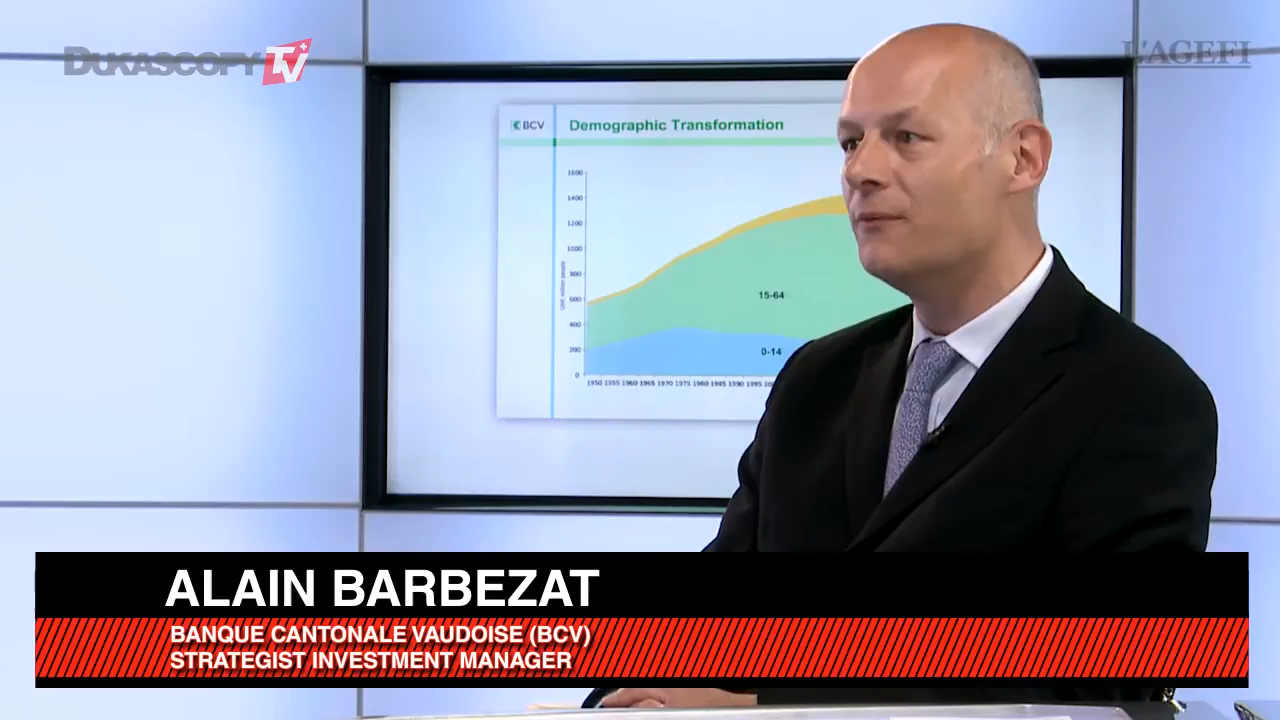 DUKASCOPY TV
L'AGEFI
BCV
Demographic Transformation
1600
1400
1200
1000
800
600
400
200
0
15-64
0-14
1950 1955 1960 1965 1970 1975 1980 1985 1990 1995
ALAIN BARBEZAT
BANQUE CANTONALE VAUDOISE (BCV)
STRATEGIST INVESTMENT MANAGER